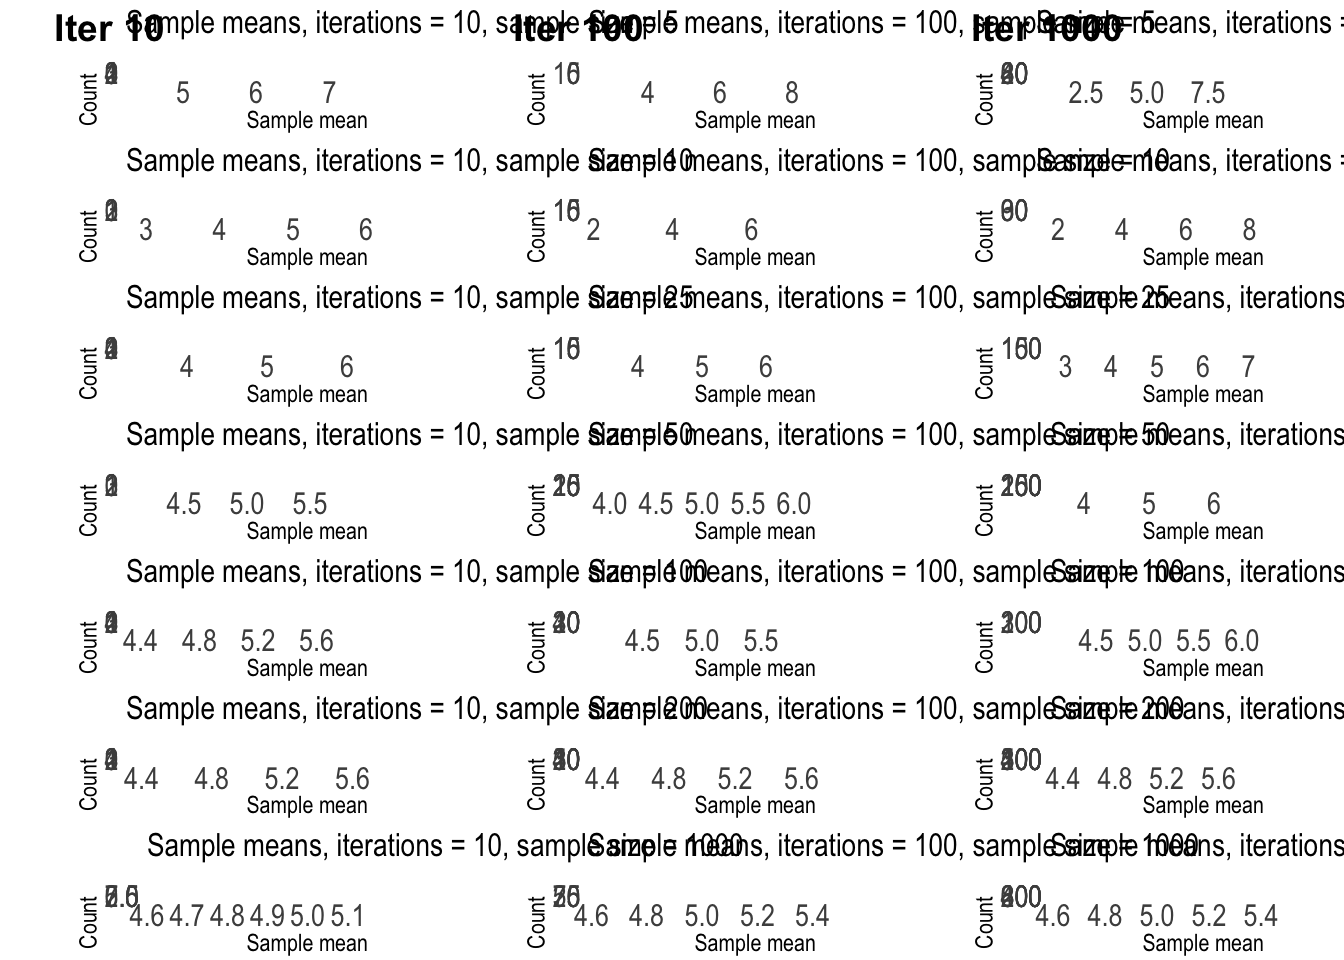 Iter 10 Iter 100 Iter 1000
Sample means, iterations = 10, sample size = 5 Sample means, iterations = 100, sample size = 5 Sample means, iterations =
Count Count Count
5 6 7 4 6 8 2.5 5.0 7.5
Sample mean Sample mean Sample mean
Sample means, iterations = 10, sample size = 10 Sample means, iterations = 100, sample size = 10 Sample means, iterations =
Count Count Count
3 4 5 6 2 4 6 2 4 6 8
Sample mean Sample mean Sample mean
Sample means, iterations = 10, sample size = 25 Sample means, iterations = 100, sample size = 25 Sample means, iterations
Count Count Count
4 5 6 4 5 6 3 4 5 6 7
Sample mean Sample mean Sample mean
Sample means, iterations = 10, sample size = 50 Sample means, iterations = 100, sample size = 50 Sample means, iterations
Count Count Count
4.5 5.0 5.5 4.0 4.5 5.0 5.5 6.0 4 5 6
Sample mean Sample mean Sample mean
Sample means, iterations = 10, sample size = 100 Sample means, iterations = 100, sample size = 100 Sample means, iterations
Count Count Count
4.4 4.8 5.2 5.6 4.5 5.0 5.5 4.5 5.0 5.5 6.0
Sample mean Sample mean Sample mean
Sample means, iterations = 10, sample size = 200 Sample means, iterations = 100, sample size = 200 Sample means, iterations
Count Count Count
4.4 4.8 5.2 5.6 4.4 4.8 5.2 5.6 4.4 4.8 5.2 5.6
Sample mean Sample mean Sample mean
Sample means, iterations = 10, sample size = 1000 Sample means, iterations = 100, sample size = 1000 Sample means, iterations
Count Count Count
4.6 4.7 4.8 4.9 5.0 5.1 4.6 4.8 5.0 5.2 5.4 4.6 4.8 5.0 5.2 5.4
Sample mean Sample mean Sample mean